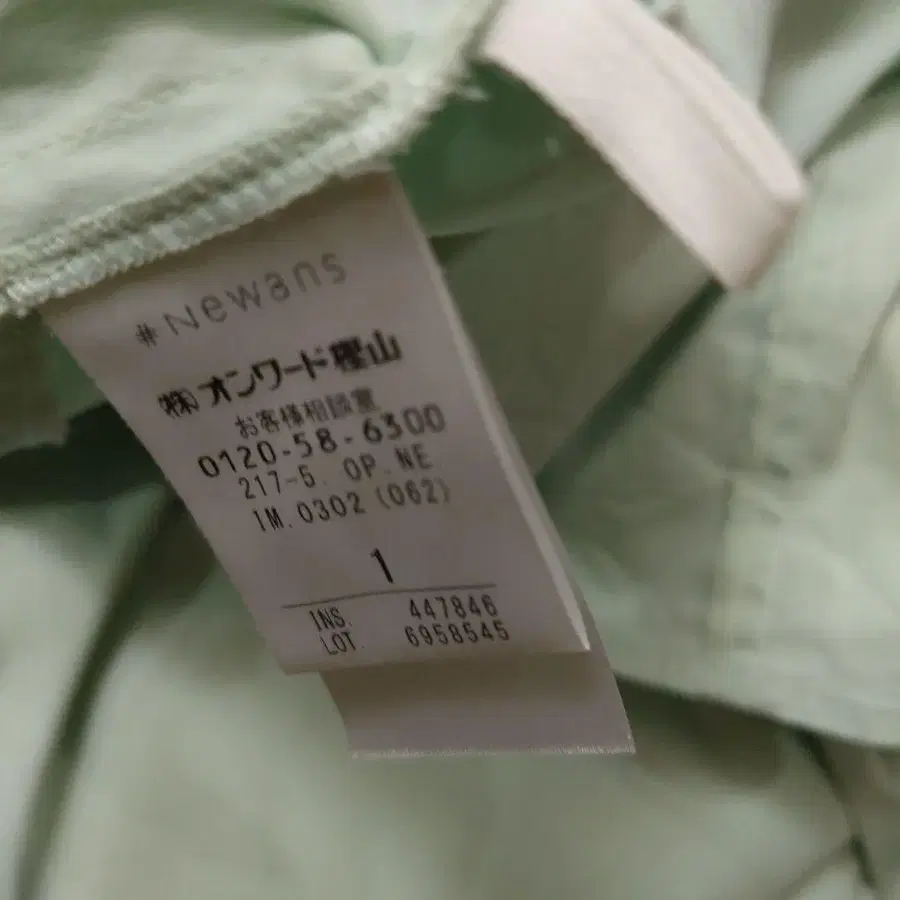 #Newans
㈱オンワード樫山
お客様相談室
0120-58-6300
217-5. OP. NE
IM. 0302 (062)
1
INS. 447846
LOT. 6958545